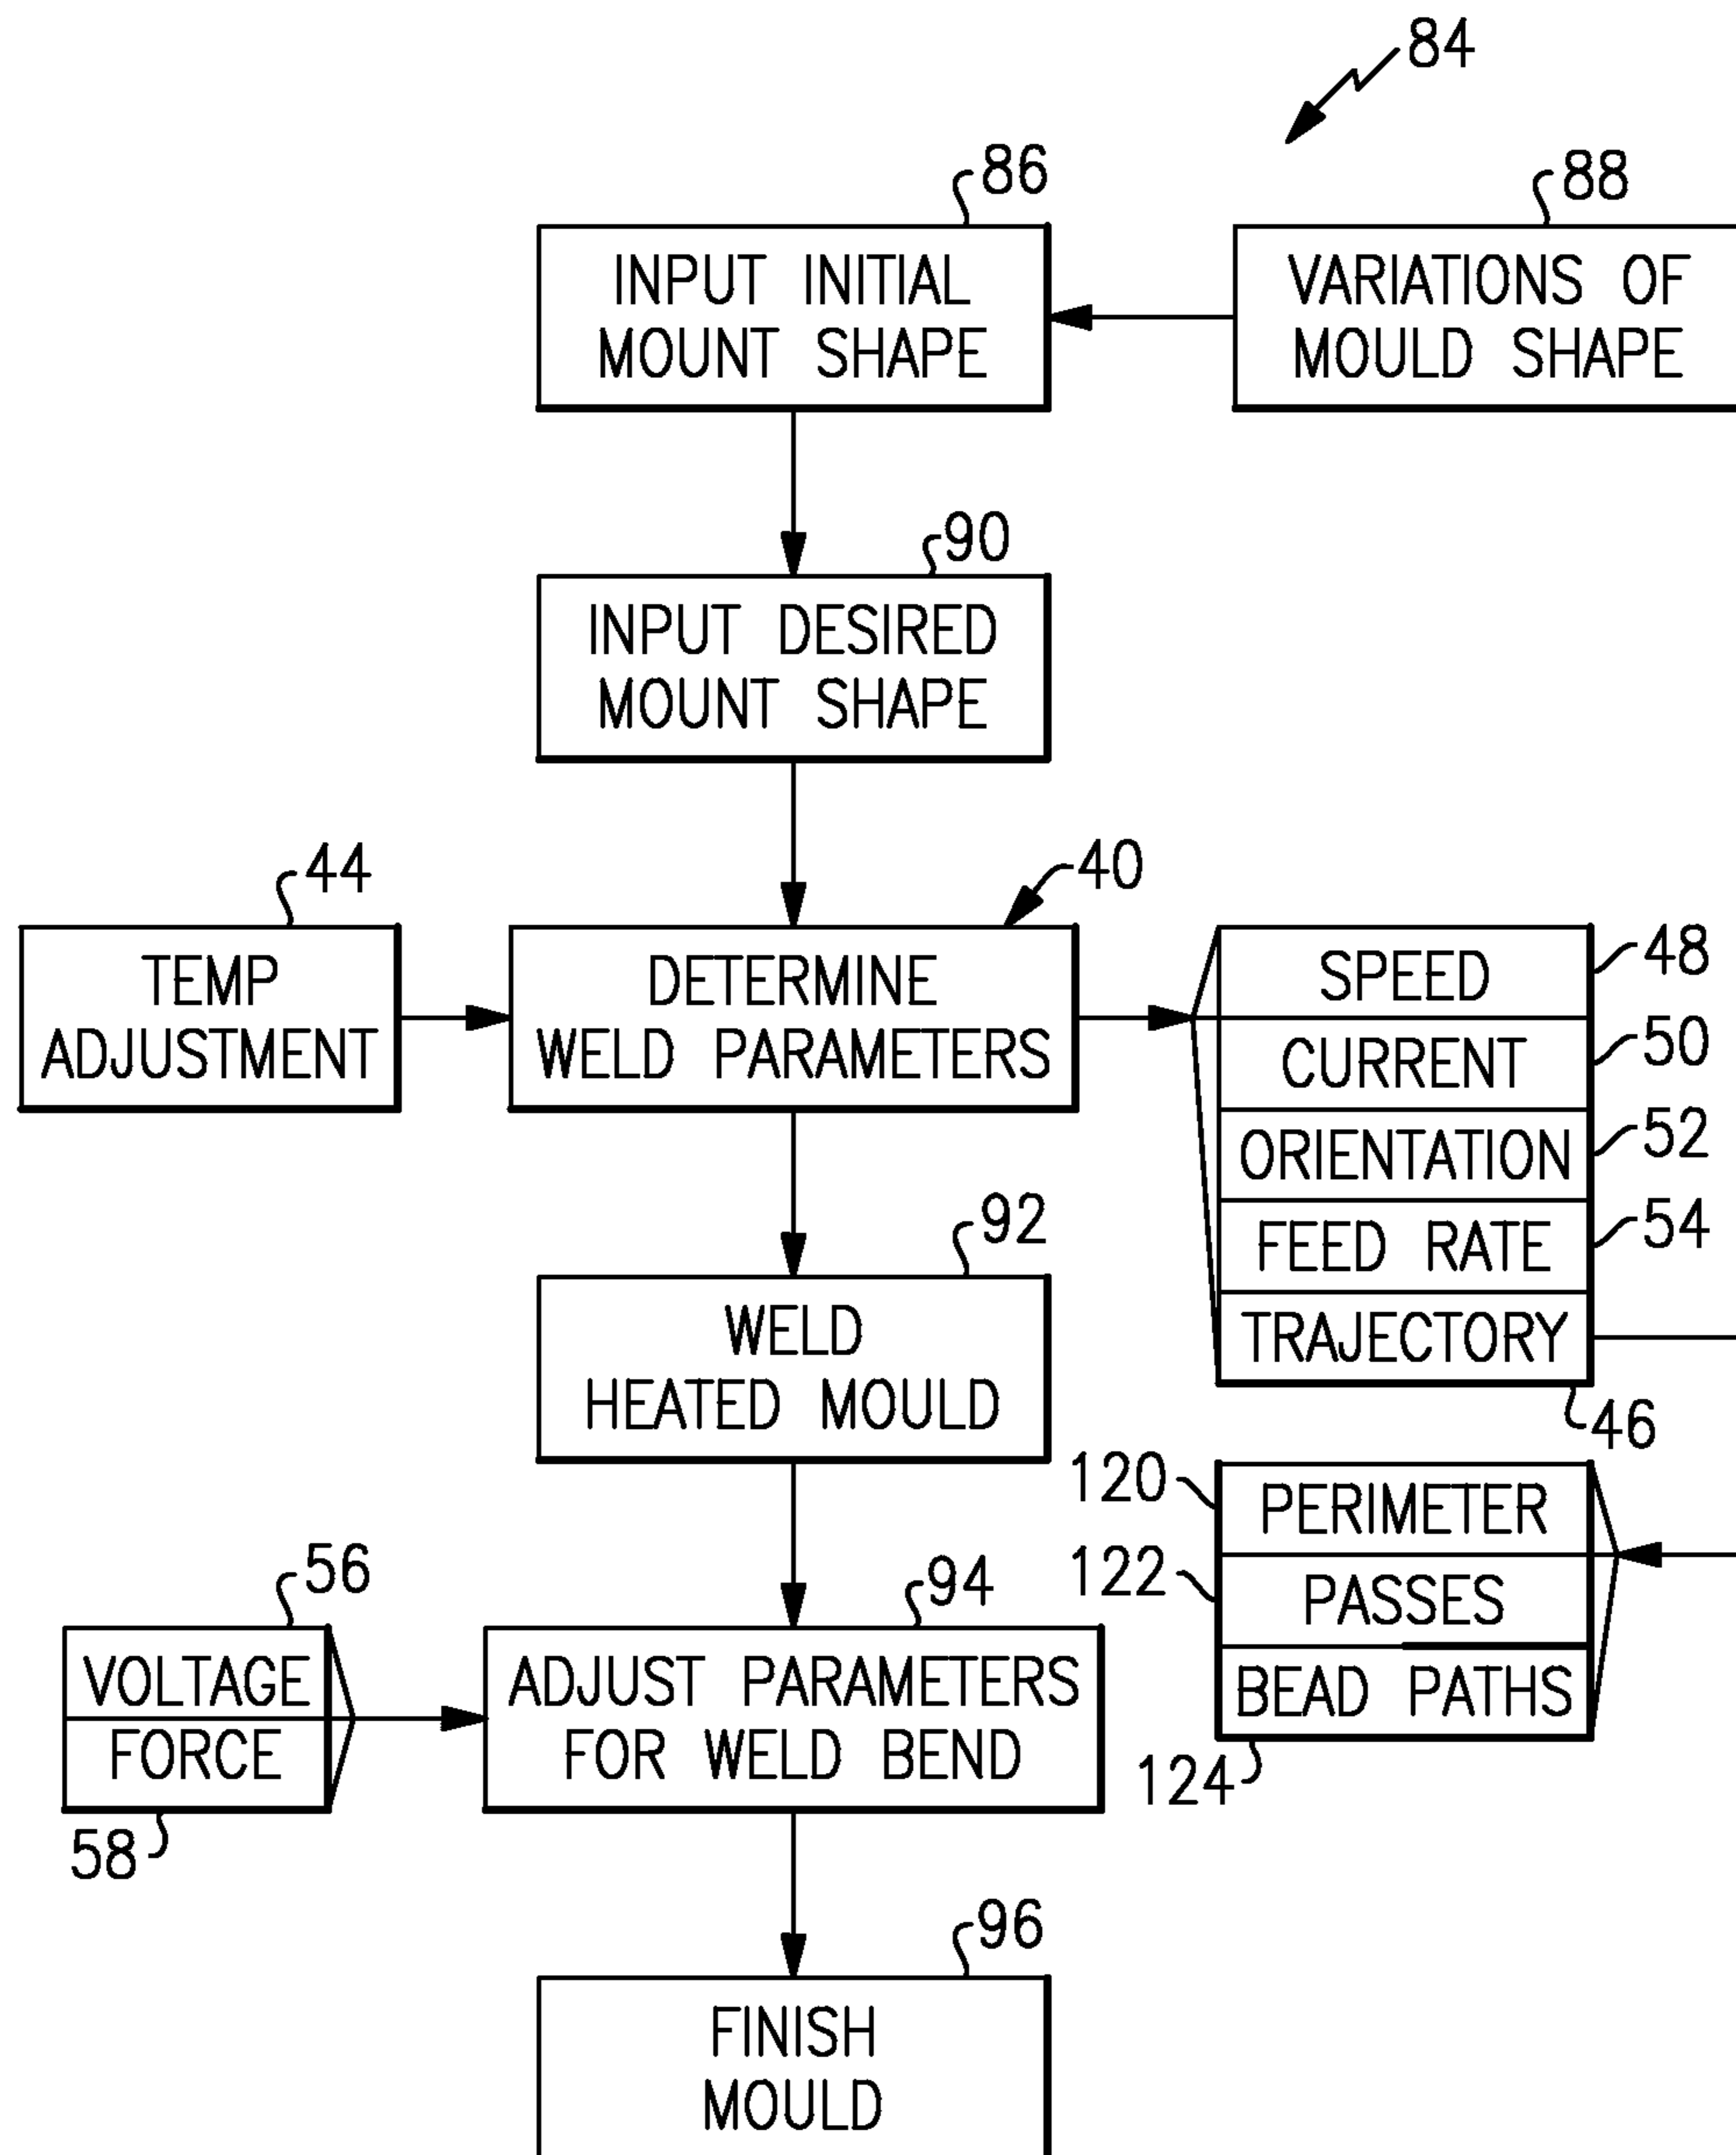 84
86
88
INPUT INITIAL
MOUNT SHAPE
VARIATIONS OF
MOULD SHAPE
90
INPUT DESIRED
MOUNT SHAPE
44
40
TEMP
ADJUSTMENT
DETERMINE
WELD PARAMETERS
SPEED
48
CURRENT
50
ORIENTATION
52
FEED RATE
54
TRAJECTORY
46
92
WELD
HEATED MOULD
120
PERIMETER
122
PASSES
BEAD PATHS
124
56
VOLTAGE
FORCE
58
94
ADJUST PARAMETERS
FOR WELD BEND
96
FINISH
MOULD